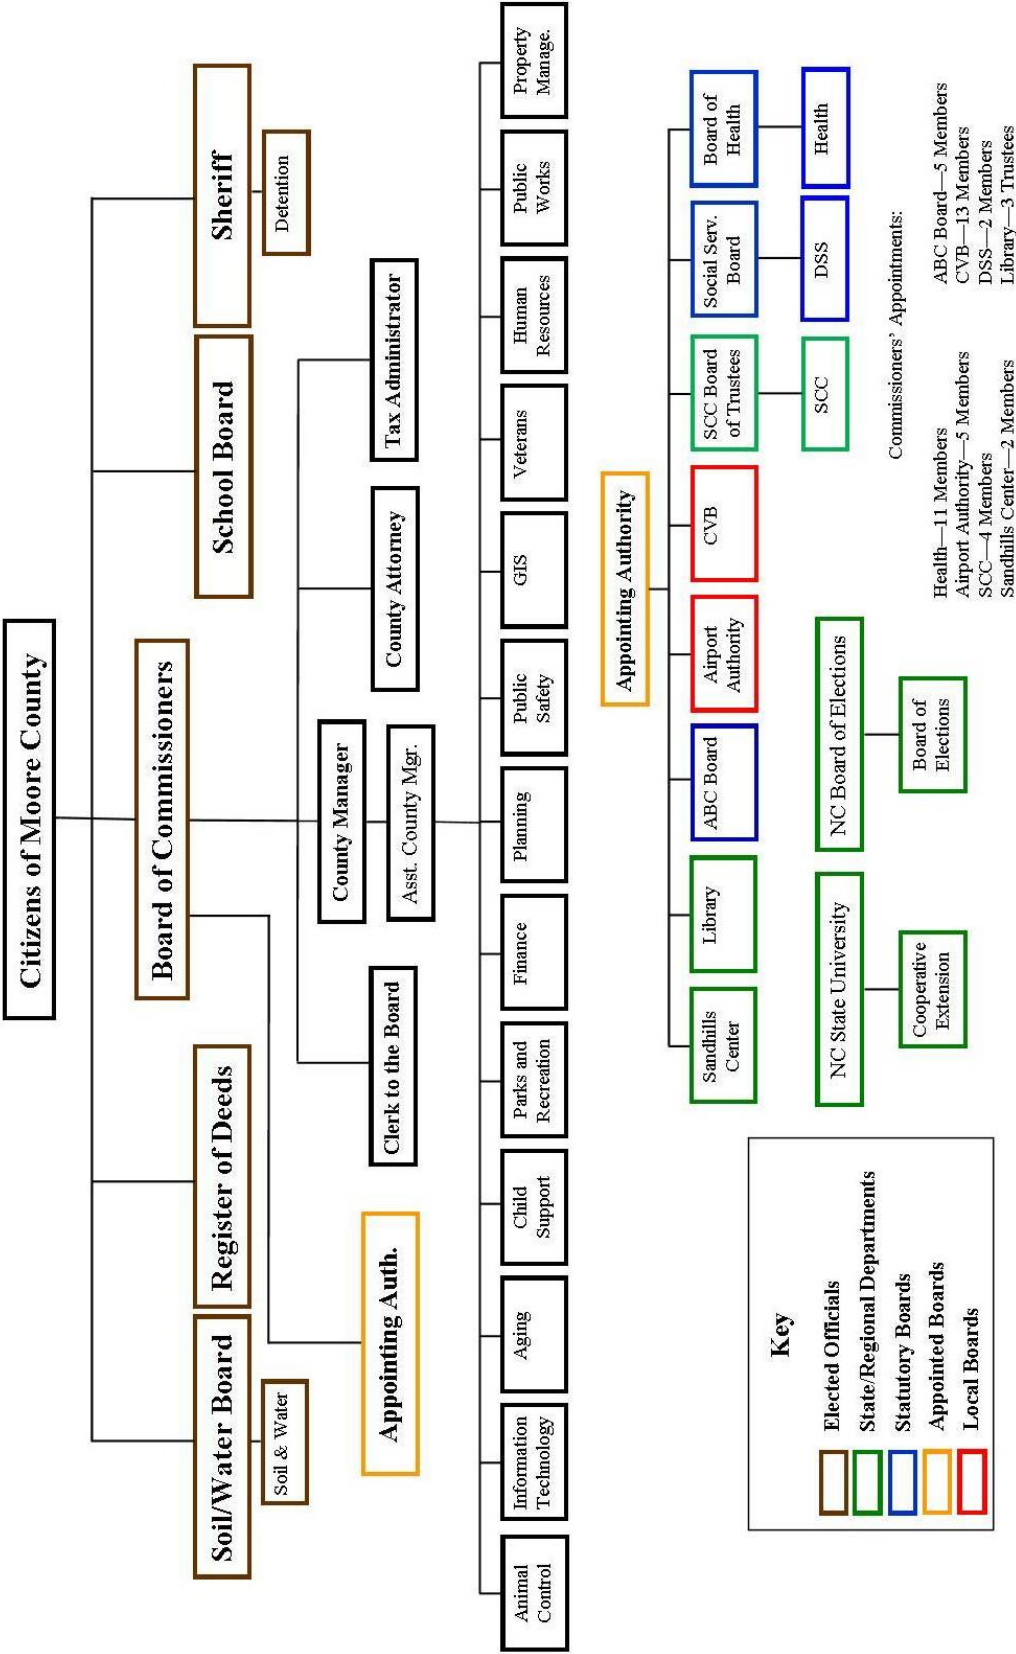 Citizens of Moore County
Soil/Water Board
Register of Deeds
Board of Commissioners
School Board
Sheriff
Soil & Water
Detention
Appointing Auth.
Clerk to the Board
County Manager
County Attorney
Tax Administrator
Asst. County Mgr.
Animal
Control
Information
Technology
Aging
Child
Support
Parks and
Recreation
Finance
Planning
Public
Safety
GIS
Veterans
Human
Resources
Public
Works
Property
Manage.
Appointing Authority
Sandhills
Center
Library
ABC Board
Airport
Authority
CVB
SCC Board
of Trustees
Social Serv.
Board
Board of
Health
SCC
DSS
Health
NC State University
NC Board of Elections
Cooperative
Extension
Board of
Elections
Key
Elected Officials
State/Regional Departments
Statutory Boards
Appointed Boards
Local Boards
Commissioners’ Appointments:
Health—11 Members
Airport Authority—5 Members
SCC—4 Members
Sandhills Center—2 Members
ABC Board—5 Members
CVB—13 Members
DSS—2 Members
Library—3 Trustees